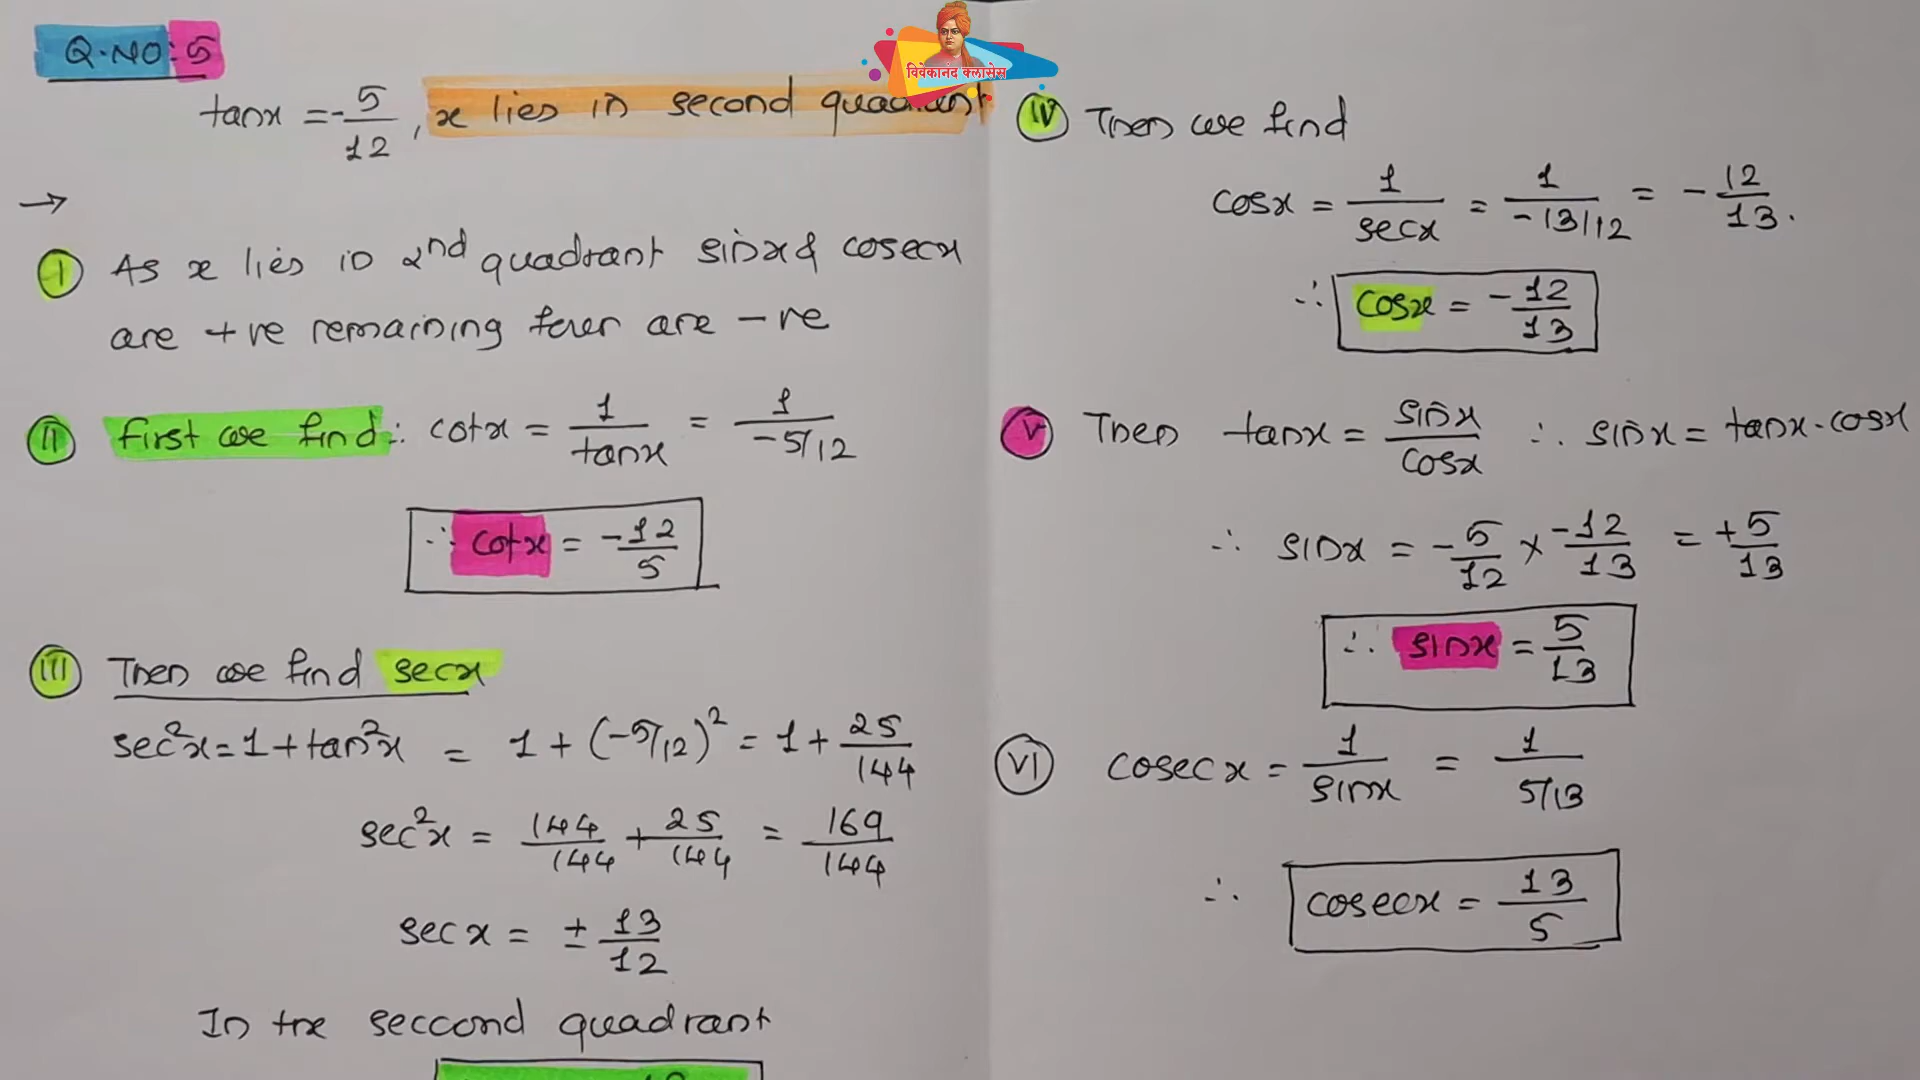 Q.NO:5
tanx = -5/12, x lies in second quadrant
→
I As x lies in 2nd quadrant sinx & cosecx
are +ve remaining four are -ve
II First we find ∴ cotx = 1/tanx = 1/(-5/12)
∴ cotx = -12/5
III Then we find secx
sec²x = 1 + tan²x = 1 + (-5/12)² = 1 + 25/144
sec²x = 144/144 + 25/144 = 169/144
secx = ± 13/12
In the seccond quadrant
विवेकानंद क्लासेस
IV Then we find
cosx = 1/secx = 1/(-13/12) = -12/13.
∴ cosx = -12/13
V Then tanx = sinx/cosx ∴ sinx = tanx·cosx
∴ sinx = -5/12 × -12/13 = +5/13
∴ sinx = 5/13
VI cosecx = 1/sinx = 1/(5/13)
∴ cosecx = 13/5